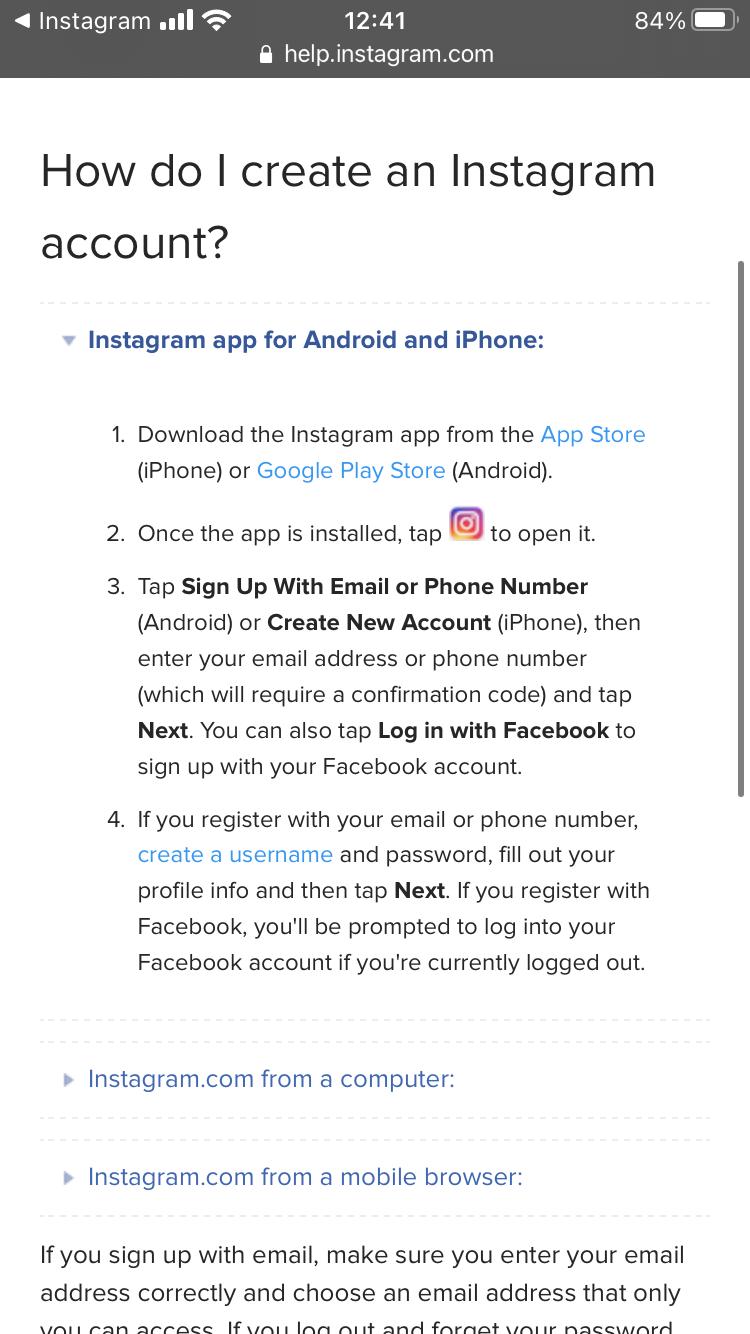 Instagram 12:41 84%
help.instagram.com
How do I create an Instagram
account?
Instagram app for Android and iPhone:
1. Download the Instagram app from the App Store
(iPhone) or Google Play Store (Android).
2. Once the app is installed, tap to open it.
3. Tap Sign Up With Email or Phone Number
(Android) or Create New Account (iPhone), then
enter your email address or phone number
(which will require a confirmation code) and tap
Next. You can also tap Log in with Facebook to
sign up with your Facebook account.
4. If you register with your email or phone number,
create a username and password, fill out your
profile info and then tap Next. If you register with
Facebook, you'll be prompted to log into your
Facebook account if you're currently logged out.
Instagram.com from a computer:
Instagram.com from a mobile browser:
If you sign up with email, make sure you enter your email
address correctly and choose an email address that only
you can access. If you log out and forget your password,